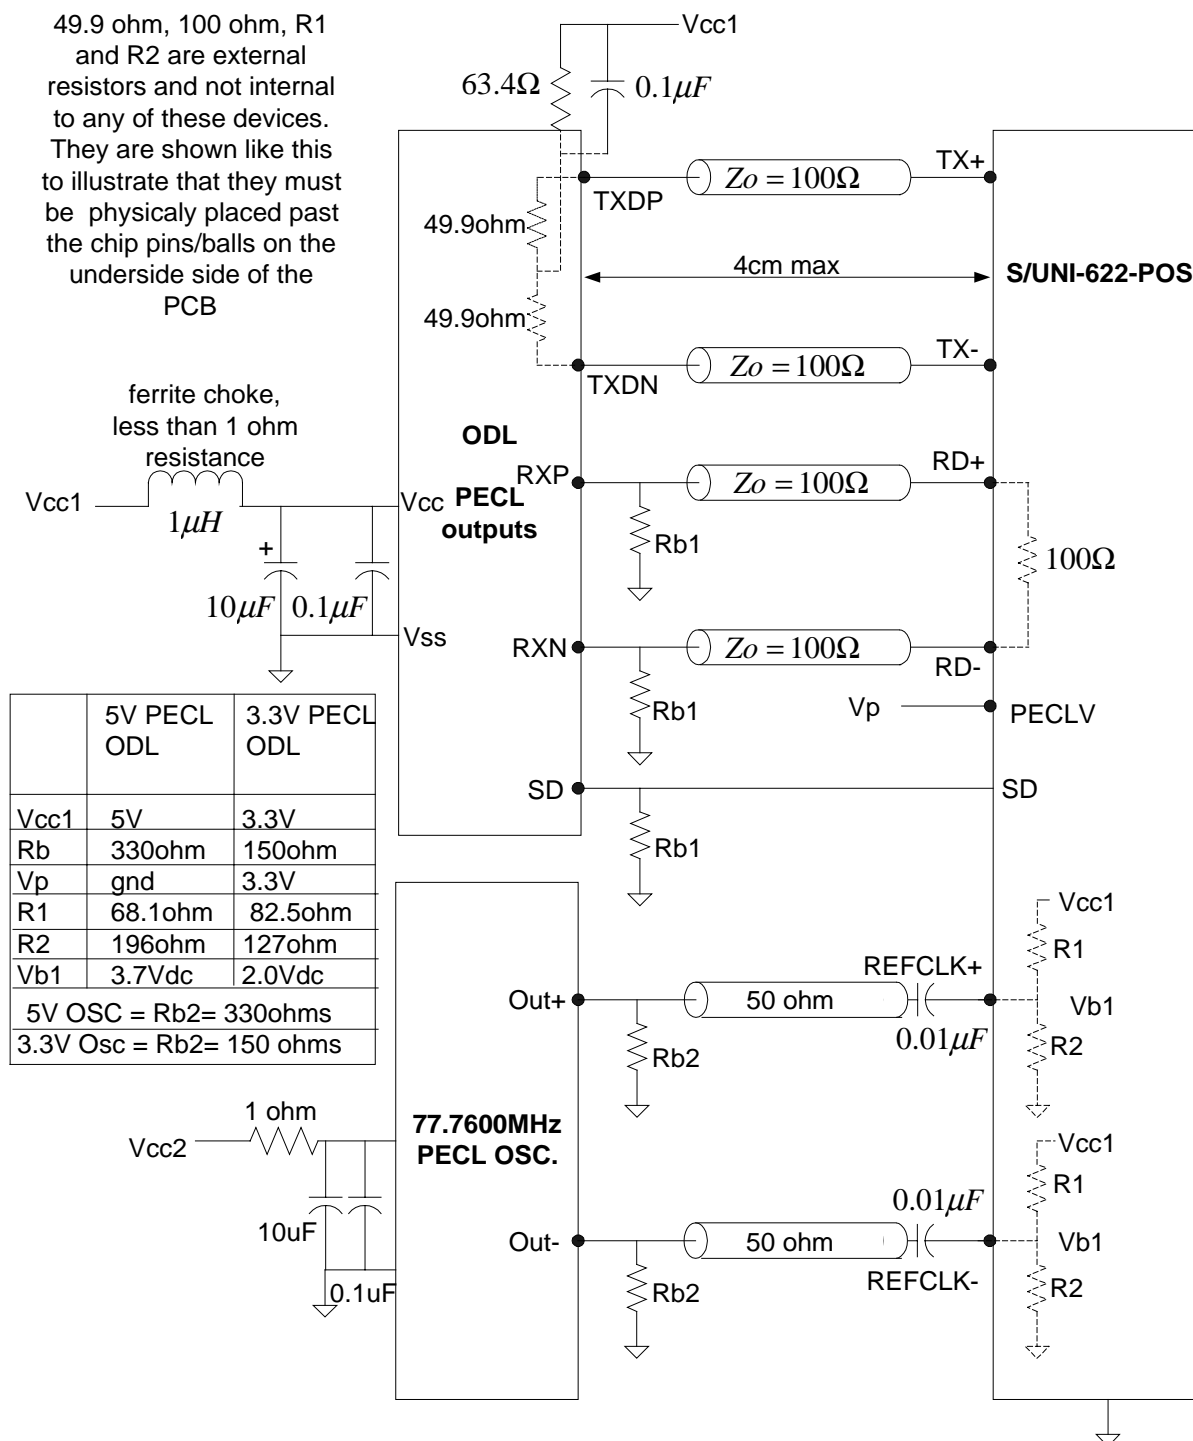 49.9 ohm, 100 ohm, R1
and R2 are external
resistors and not internal
to any of these devices.
They are shown like this
to illustrate that they must
be physicaly placed past
the chip pins/balls on the
underside side of the
PCB
Vcc1
63.4Ω
0.1μF
TX+
Zo = 100Ω
TXDP
49.9ohm
4cm max
S/UNI-622-POS
49.9ohm
TX-
Zo = 100Ω
TXDN
ferrite choke,
less than 1 ohm
resistance
ODL
PECL
outputs
RXP
RD+
Zo = 100Ω
Vcc1
1μH
Vcc
Rb1
100Ω
+
10μF
0.1μF
Vss
RXN
Zo = 100Ω
RD-
Rb1
Vp
PECLV
5V PECL
ODL
3.3V PECL
ODL
SD
SD
Rb1
Vcc1 5V 3.3V
Rb 330ohm 150ohm
Vp gnd 3.3V
R1 68.1ohm 82.5ohm
R2 196ohm 127ohm
Vb1 3.7Vdc 2.0Vdc
5V OSC = Rb2= 330ohms
3.3V Osc = Rb2= 150 ohms
Vcc1
R1
REFCLK+
Out+
50 ohm
Vb1
0.01μF
R2
Rb2
1 ohm
Vcc2
77.7600MHz
PECL OSC.
10uF
0.1uF
Vcc1
R1
0.01μF
Out-
50 ohm
Vb1
REFCLK-
R2
Rb2